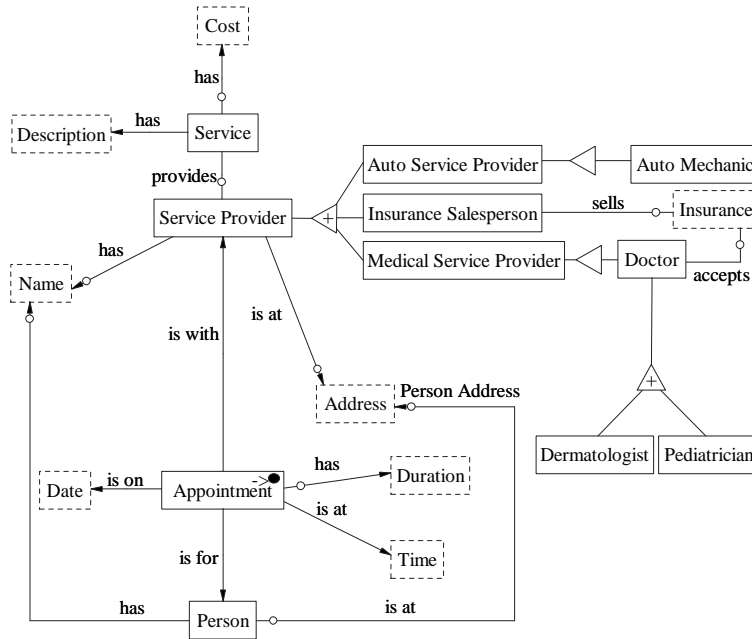 Cost
has
Description
has
Service
provides
Auto Service Provider
Auto Mechanic
Service Provider
+
Insurance Salesperson
sells
Insurance
has
Medical Service Provider
Doctor
accepts
Name
is with
is at
Person Address
Address
+
Dermatologist
Pediatrician
Date
is on
Appointment
->
has
Duration
is at
is for
Time
has
Person
is at